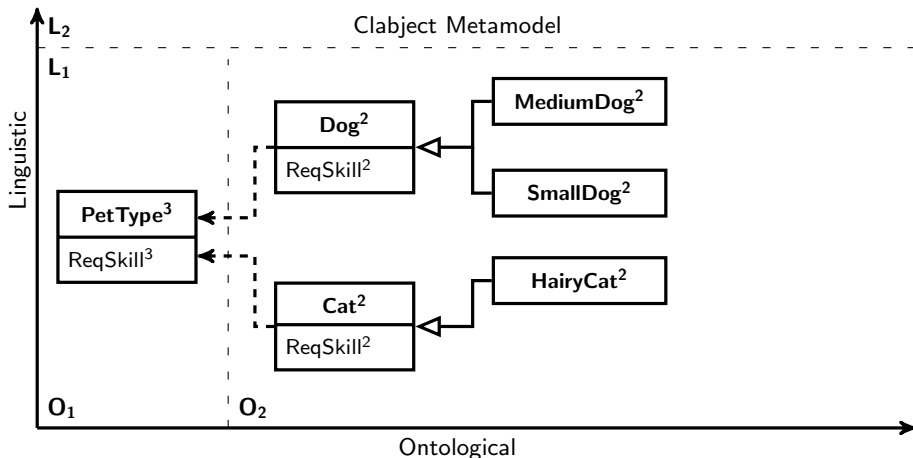 L₂
Clabject Metamodel
L₁
Linguistic
Dog²
ReqSkill²
MediumDog²
SmallDog²
PetType³
ReqSkill³
Cat²
ReqSkill²
HairyCat²
O₁
O₂
Ontological